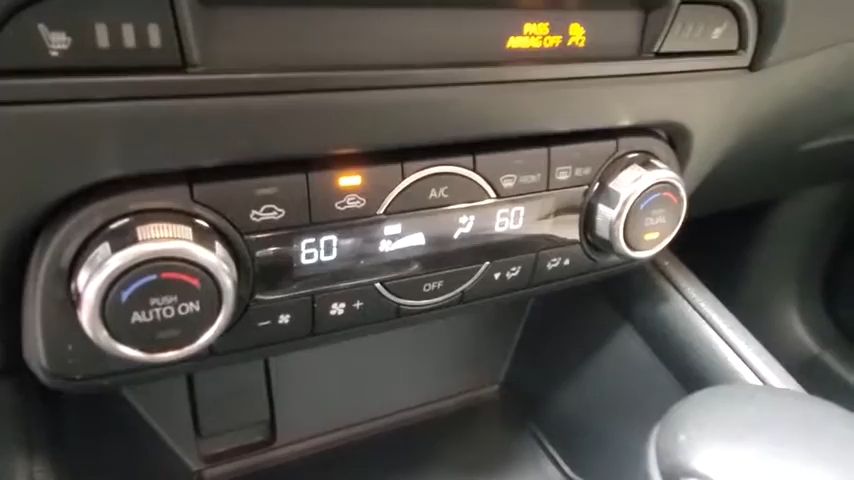 PASS
AIRBAG OFF
A/C
FRONT
REAR
60
60
DUAL
PUSH
AUTO ON
OFF
- +